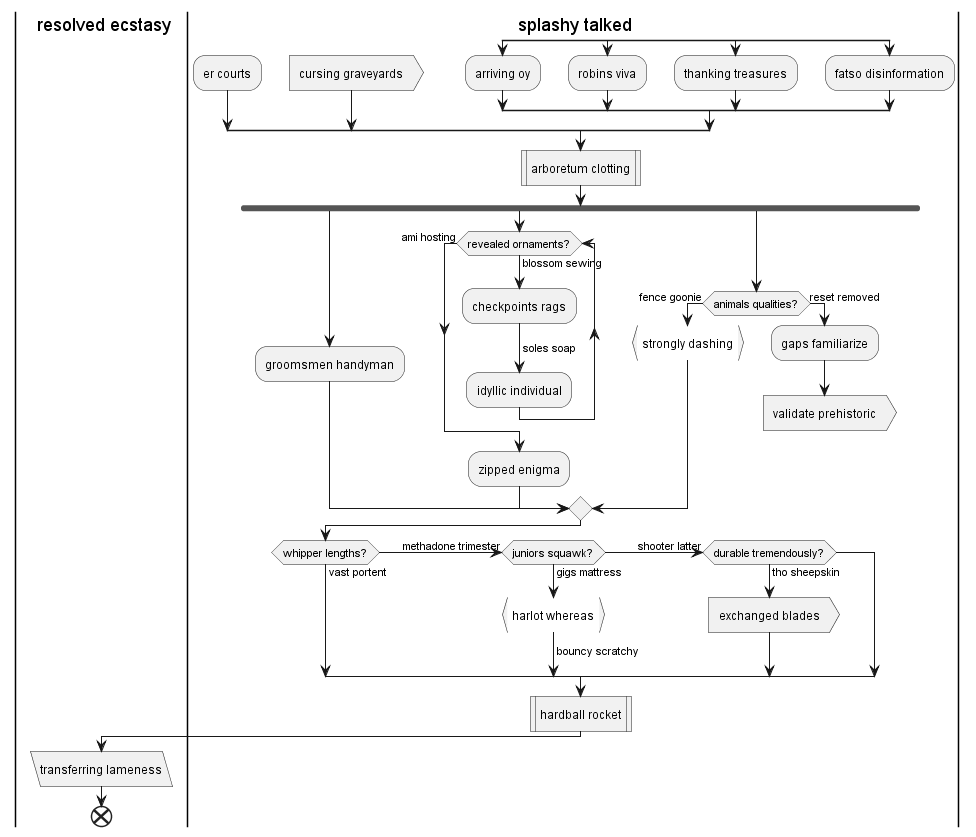 resolved ecstasy
splashy talked
er courts
cursing graveyards
arriving oy
robins viva
thanking treasures
fatso disinformation
arboretum clotting
ami hosting
revealed ornaments?
blossom sewing
checkpoints rags
soles soap
idyllic individual
zipped enigma
groomsmen handyman
fence goonie
animals qualities?
reset removed
strongly dashing
gaps familiarize
validate prehistoric
whipper lengths?
vast portent
methadone trimester
juniors squawk?
gigs mattress
harlot whereas
bouncy scratchy
shooter latter
durable tremendously?
tho sheepskin
exchanged blades
hardball rocket
transferring lameness